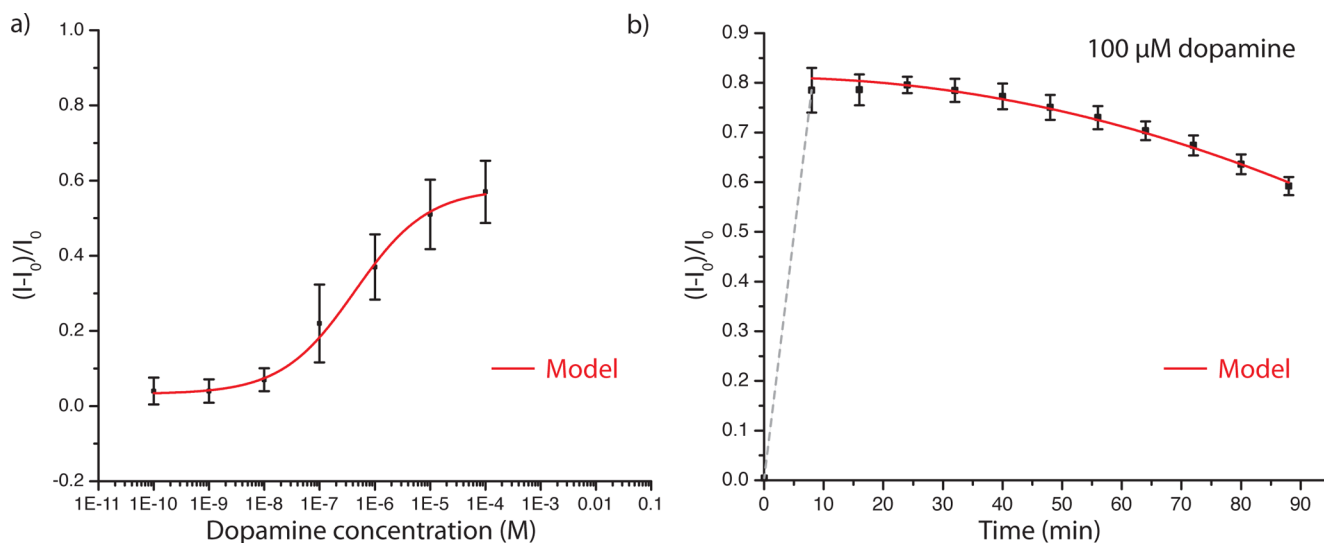 a)
1.0
0.8
0.6
0.4
0.2
0.0
-0.2
(I-I0)/I0
1E-11 1E-10 1E-9 1E-8 1E-7 1E-6 1E-5 1E-4 1E-3 0.01 0.1
Dopamine concentration (M)
Model
b)
100 μM dopamine
0.9
0.8
0.7
0.6
0.5
0.4
0.3
0.2
0.1
0.0
(I-I0)/I0
0 10 20 30 40 50 60 70 80 90
Time (min)
Model